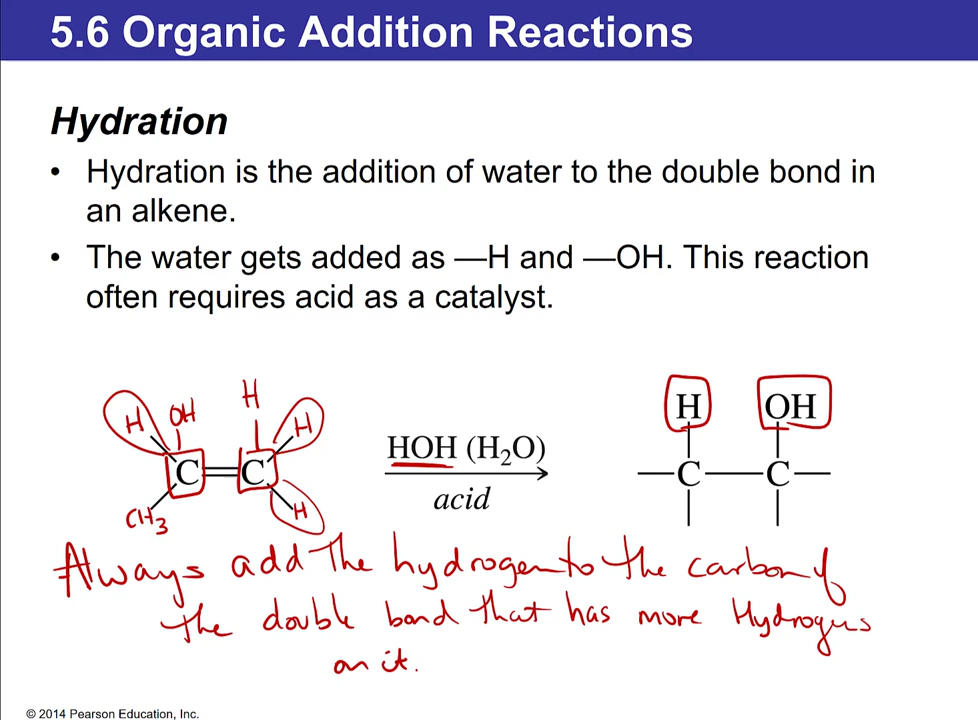 5.6 Organic Addition Reactions
Hydration
• Hydration is the addition of water to the double bond in
an alkene.
• The water gets added as —H and —OH. This reaction
often requires acid as a catalyst.
H OH H H
C=C
CH3 H
HOH (H₂O)
acid
H OH
—C—C—
Always add the hydrogen to the carbon of
the double bond that has more Hydrogens
on it.
© 2014 Pearson Education, Inc.